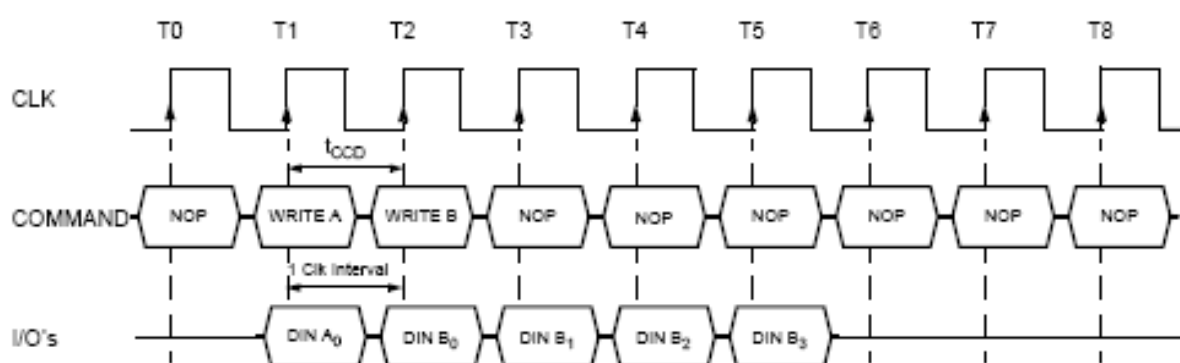 T0 T1 T2 T3 T4 T5 T6 T7 T8
CLK
tCCD
COMMAND NOP WRITE A WRITE B NOP NOP NOP NOP NOP NOP
1 Clk Interval
I/O's DIN A0 DIN B0 DIN B1 DIN B2 DIN B3